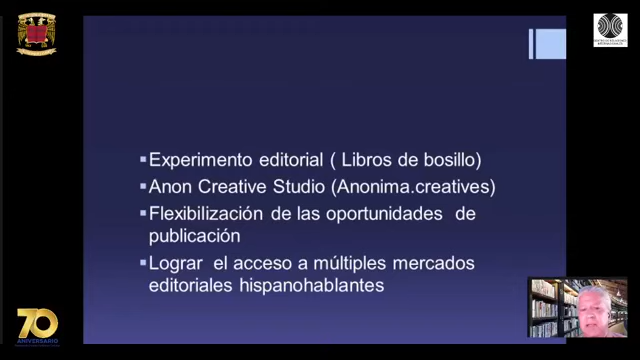 ▪Experimento editorial ( Libros de bosillo)
▪Anon Creative Studio (Anonima.creatives)
▪Flexibilización de las oportunidades de
publicación
▪Lograr el acceso a múltiples mercados
editoriales hispanohablantes
70
ANIVERSARIO